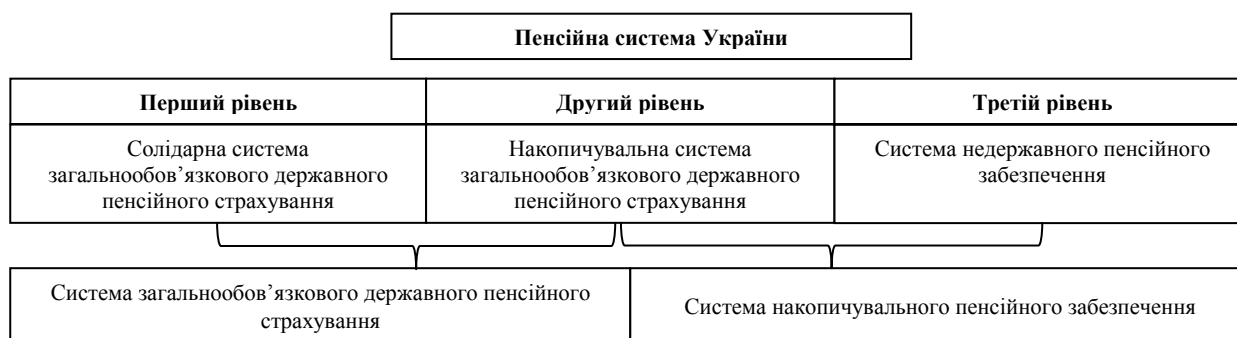 Пенсійна система України
Перший рівень
Другий рівень
Третій рівень
Солідарна система
загальнообов’язкового державного
пенсійного страхування
Накопичувальна система
загальнообов’язкового державного
пенсійного страхування
Система недержавного пенсійного
забезпечення
Система загальнообов’язкового державного пенсійного
страхування
Система накопичувального пенсійного забезпечення